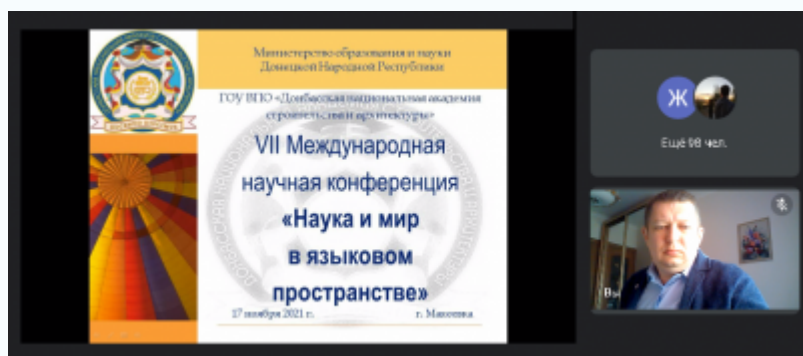 Министерство образования и науки
Донецкой Народной Республики
ГОУ ВПО «Донбасская национальная академия
строительства и архитектуры»
VII Международная
научная конференция
«Наука и мир
в языковом
пространстве»
17 ноября 2021 г. г. Макеевка
Ж
Ещё 98 чел.
Вы